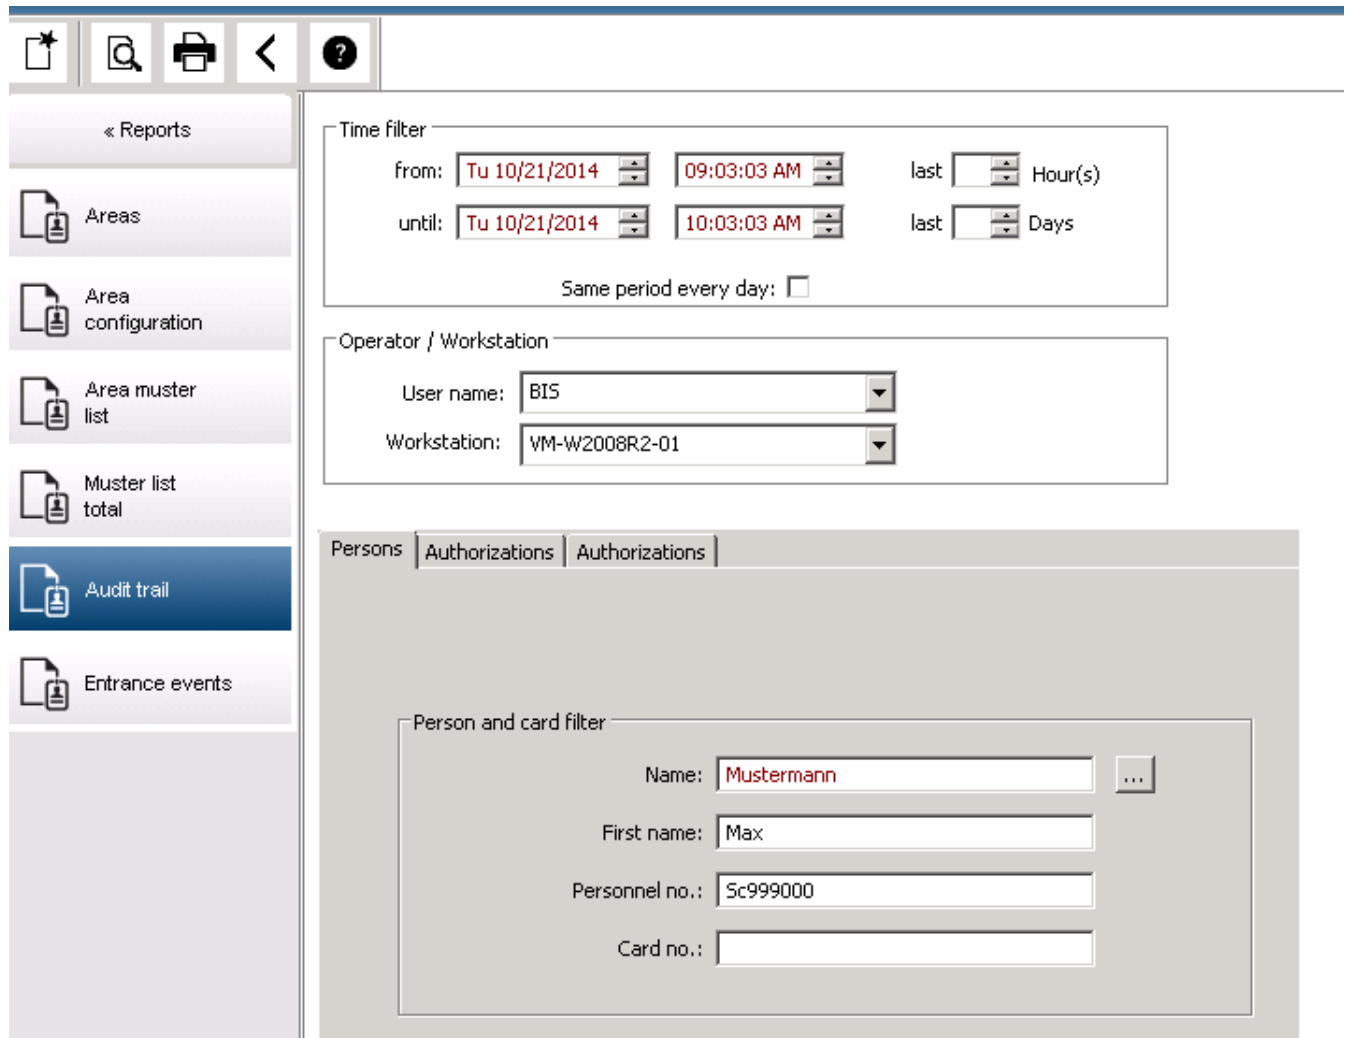 « Reports
Areas
Area
configuration
Area muster
list
Muster list
total
Audit trail
Entrance events
Time filter
from: Tu 10/21/2014 09:03:03 AM last Hour(s)
until: Tu 10/21/2014 10:03:03 AM last Days
Same period every day:
Operator / Workstation
User name: BIS
Workstation: VM-W2008R2-01
Persons Authorizations Authorizations
Person and card filter
Name: Mustermann ...
First name: Max
Personnel no.: Sc999000
Card no.: